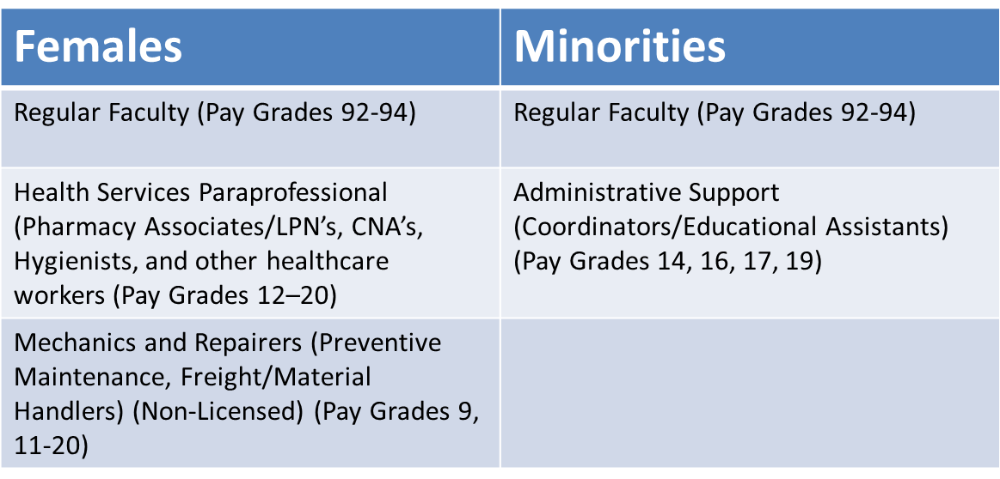 Females
Minorities
Regular Faculty (Pay Grades 92-94)
Regular Faculty (Pay Grades 92-94)
Health Services Paraprofessional
(Pharmacy Associates/LPN’s, CNA’s,
Hygienists, and other healthcare
workers (Pay Grades 12–20)
Administrative Support
(Coordinators/Educational Assistants)
(Pay Grades 14, 16, 17, 19)
Mechanics and Repairers (Preventive
Maintenance, Freight/Material
Handlers) (Non-Licensed) (Pay Grades 9,
11-20)